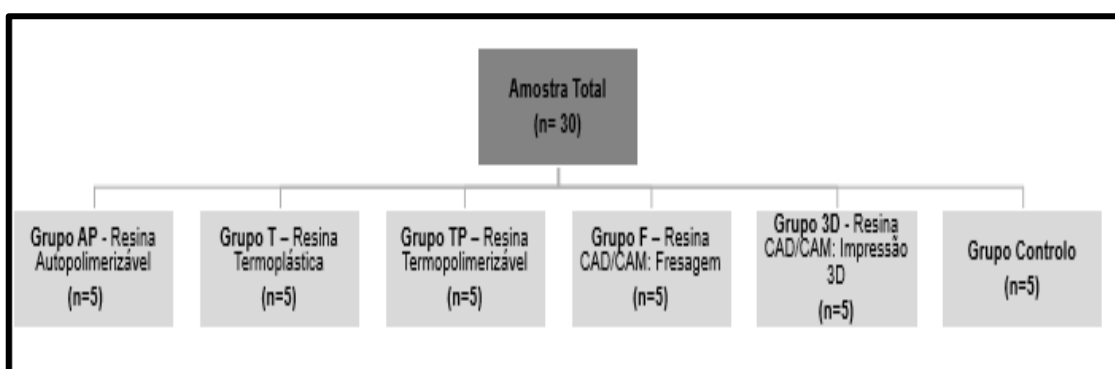 Amostra Total
(n= 30)
Grupo AP - Resina
Autopolimerizável
(n=5)
Grupo T – Resina
Termoplástica
(n=5)
Grupo TP – Resina
Termopolimerizável
(n=5)
Grupo F – Resina
CAD/CAM: Fresagem
(n=5)
Grupo 3D - Resina
CAD/CAM: Impressão
3D
(n=5)
Grupo Controlo
(n=5)